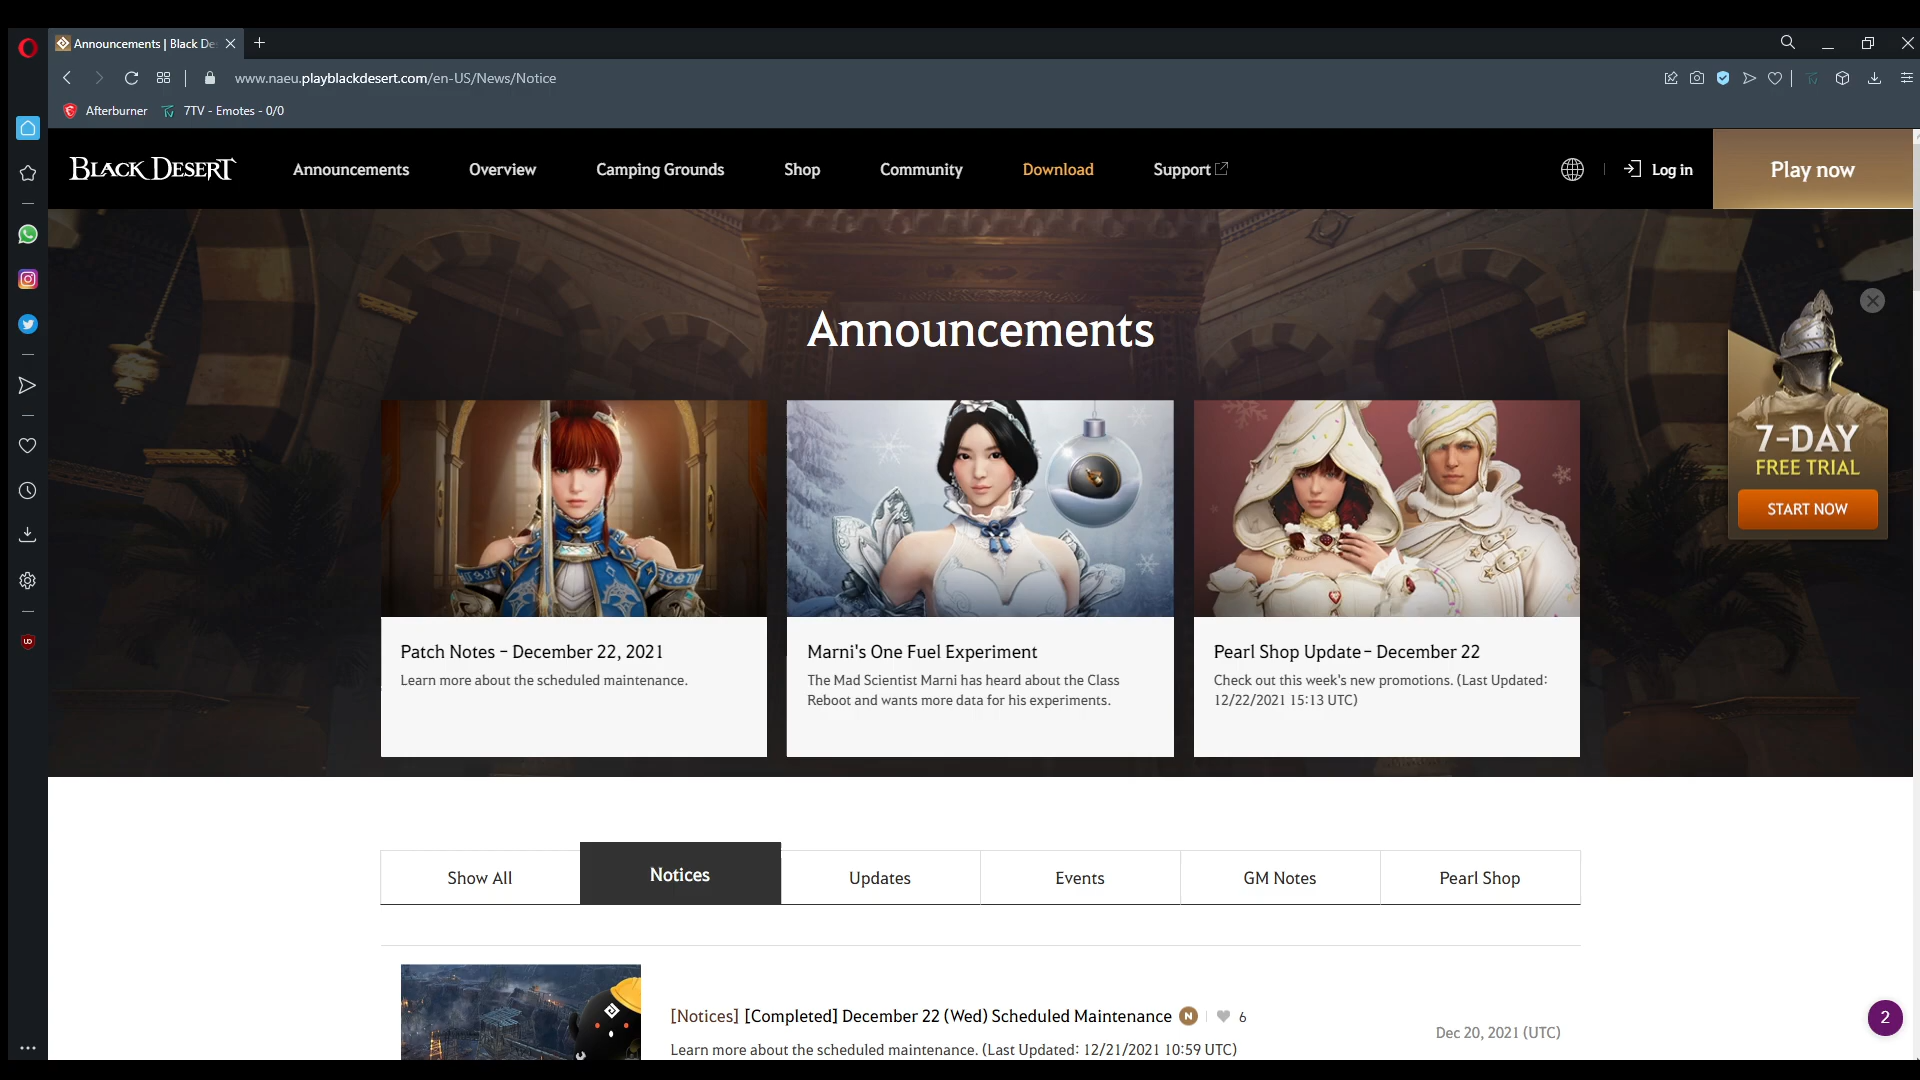 Announcements | Black De
www.naeu.playblackdesert.com/en-US/News/Notice
Afterburner
7TV - Emotes - 0/0
BLACK DESERT
Announcements
Overview
Camping Grounds
Shop
Community
Download
Support
Log in
Play now
Announcements
7-DAY
FREE TRIAL
START NOW
Patch Notes - December 22, 2021
Learn more about the scheduled maintenance.
Marni's One Fuel Experiment
The Mad Scientist Marni has heard about the Class
Reboot and wants more data for his experiments.
Pearl Shop Update - December 22
Check out this week's new promotions. (Last Updated:
12/22/2021 15:13 UTC)
Show All
Notices
Updates
Events
GM Notes
Pearl Shop
[Notices] [Completed] December 22 (Wed) Scheduled Maintenance N 6
Learn more about the scheduled maintenance. (Last Updated: 12/21/2021 10:59 UTC)
Dec 20, 2021 (UTC)
2